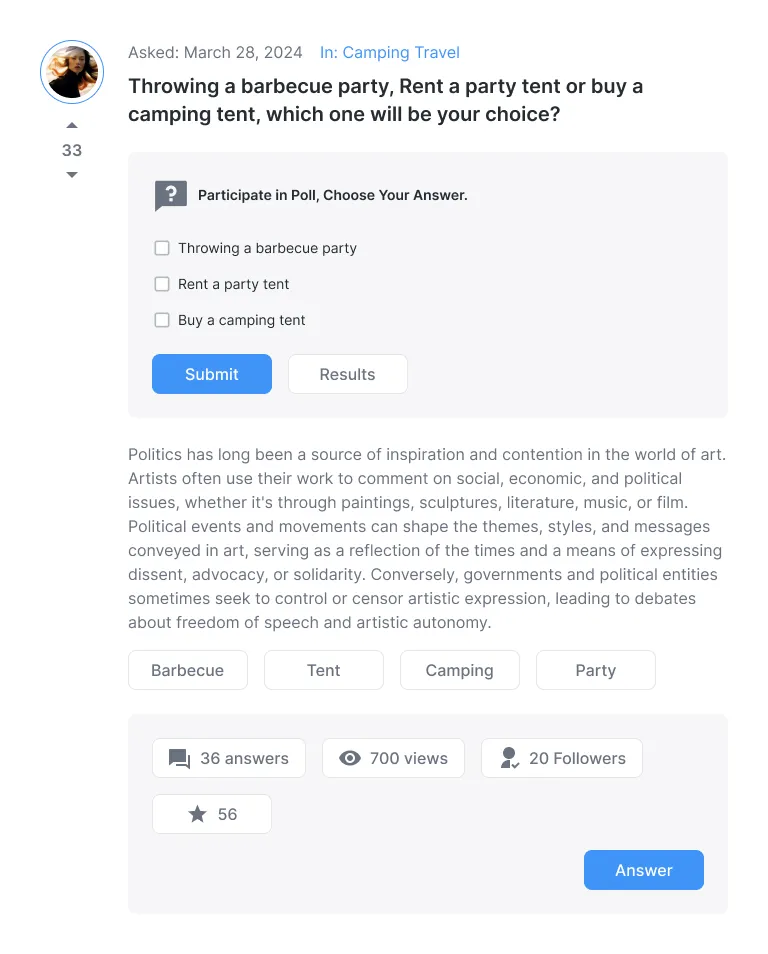 Asked: March 28, 2024 In: Camping Travel
Throwing a barbecue party, Rent a party tent or buy a
camping tent, which one will be your choice?
33
? Participate in Poll, Choose Your Answer.
Throwing a barbecue party
Rent a party tent
Buy a camping tent
Submit Results
Politics has long been a source of inspiration and contention in the world of art.
Artists often use their work to comment on social, economic, and political
issues, whether it's through paintings, sculptures, literature, music, or film.
Political events and movements can shape the themes, styles, and messages
conveyed in art, serving as a reflection of the times and a means of expressing
dissent, advocacy, or solidarity. Conversely, governments and political entities
sometimes seek to control or censor artistic expression, leading to debates
about freedom of speech and artistic autonomy.
Barbecue Tent Camping Party
36 answers 700 views 20 Followers
56
Answer